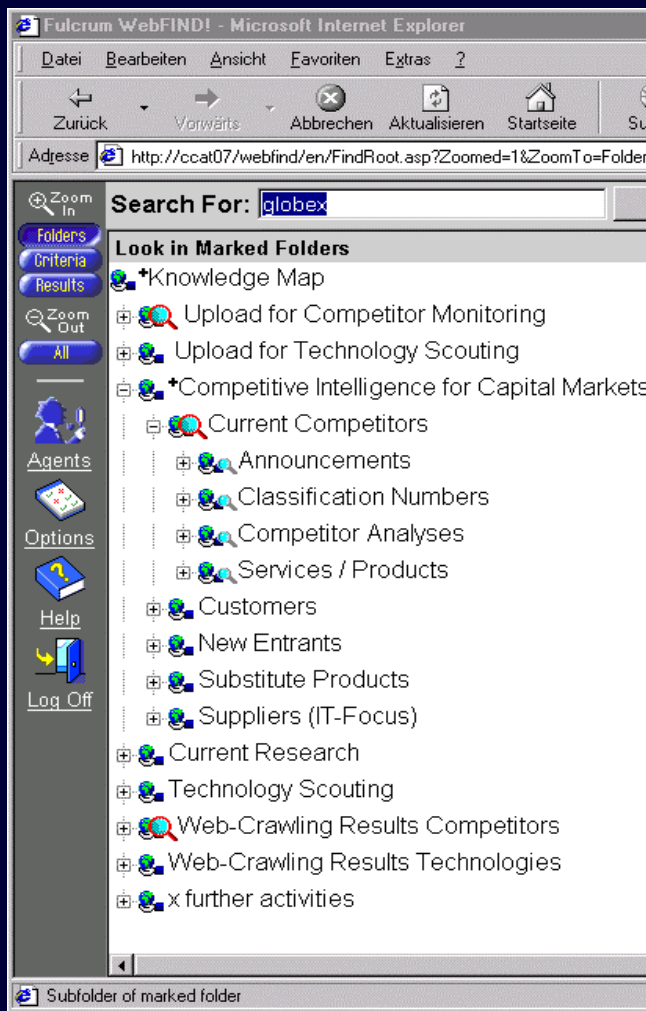 Fulcrum WebFIND! - Microsoft Internet Explorer
Datei Bearbeiten Ansicht Favoriten Extras ?
Zurück Vorwärts Abbrechen Aktualisieren Startseite Su
Adresse http://ccat07/webfind/en/FindRoot.asp?Zoomed=1&ZoomTo=Folder
Zoom In
Search For: globex
Folders
Criteria
Results
Zoom Out
All
Agents
Options
Help
Log Off
Look in Marked Folders
+Knowledge Map
Upload for Competitor Monitoring
Upload for Technology Scouting
+Competitive Intelligence for Capital Markets
Current Competitors
Announcements
Classification Numbers
Competitor Analyses
Services / Products
Customers
New Entrants
Substitute Products
Suppliers (IT-Focus)
Current Research
Technology Scouting
Web-Crawling Results Competitors
Web-Crawling Results Technologies
x further activities
Subfolder of marked folder